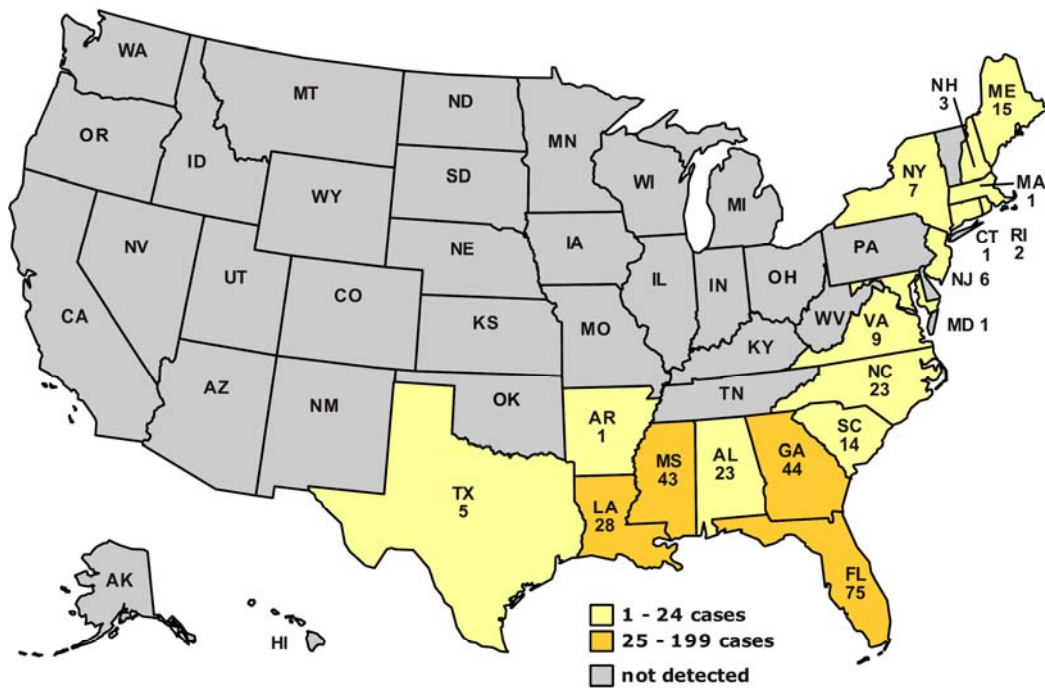 WA
MT
ND
MN
OR
ID
WY
SD
WI
MI
NH
3
ME
15
NY
7
MA
1
CT
1
RI
2
NJ 6
MD 1
NV
UT
CO
NE
IA
IL
IN
OH
PA
CA
KS
MO
KY
WV
VA
9
AZ
NM
OK
TN
NC
23
AR
1
SC
14
MS
43
AL
23
GA
44
TX
5
LA
28
FL
75
AK
HI
1 - 24 cases
25 - 199 cases
not detected